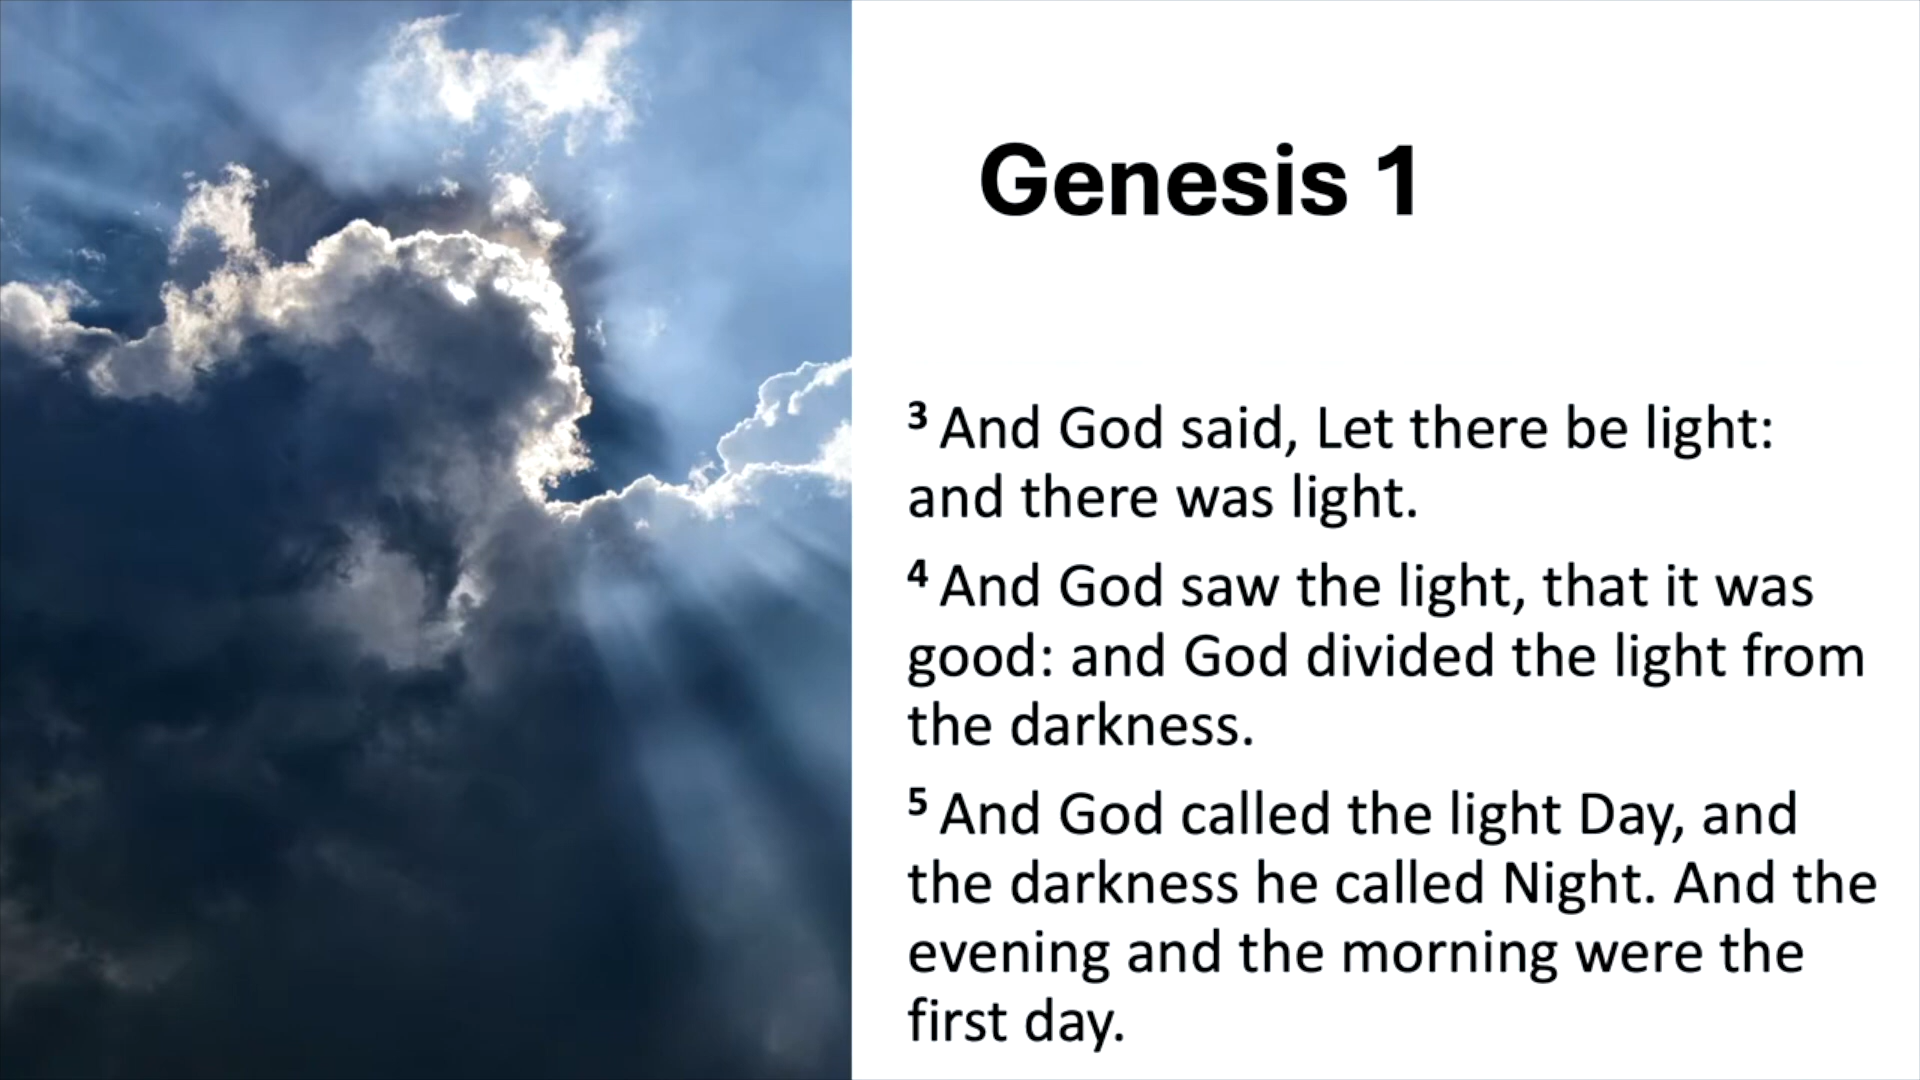 Genesis 1
3 And God said, Let there be light:
and there was light.
4 And God saw the light, that it was
good: and God divided the light from
the darkness.
5 And God called the light Day, and
the darkness he called Night. And the
evening and the morning were the
first day.